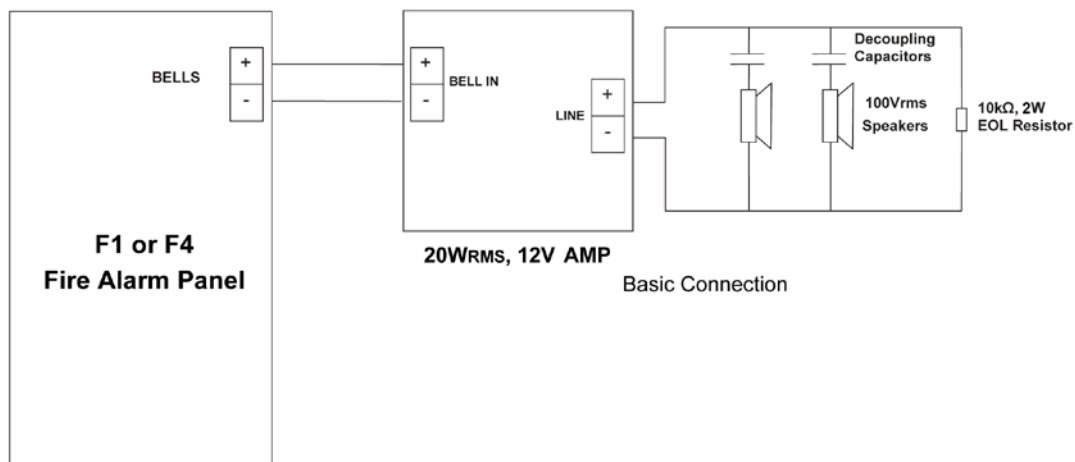 BELLS
+
-
+
-
BELL IN
LINE
+
-
Decoupling
Capacitors
100Vrms
Speakers
10kΩ, 2W
EOL Resistor
F1 or F4
Fire Alarm Panel
20WRMS, 12V AMP
Basic Connection